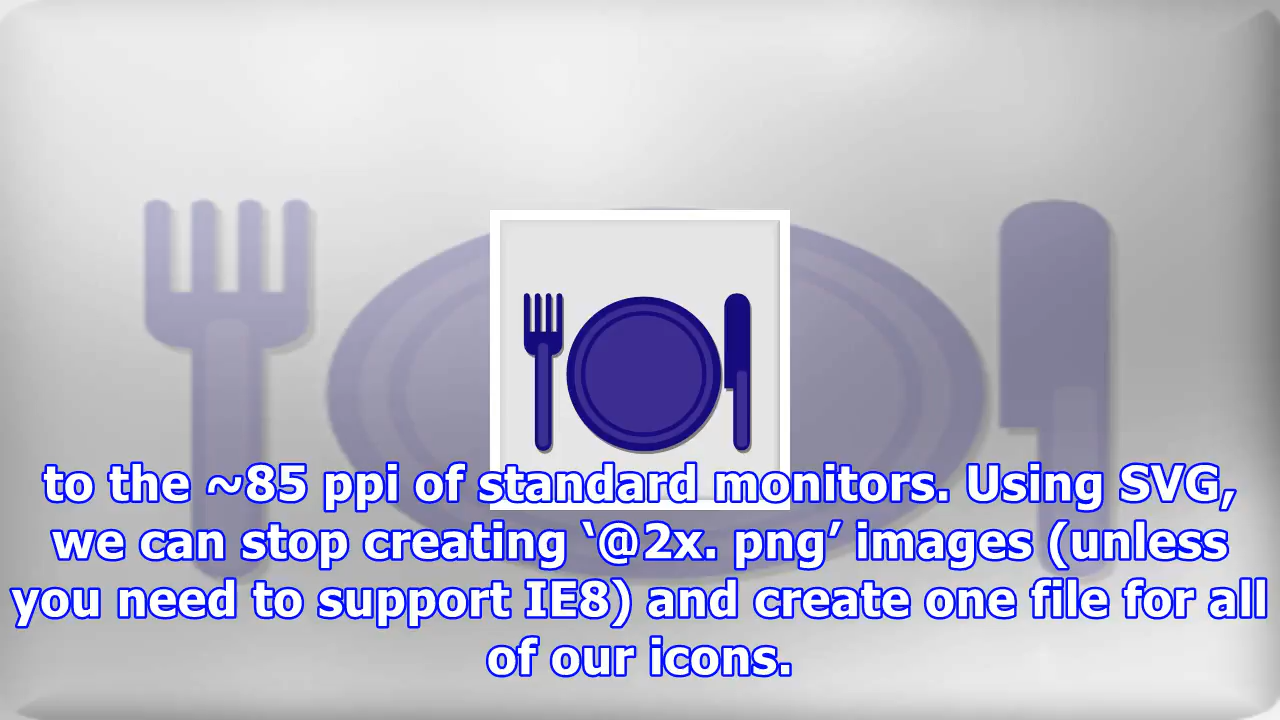 to the ~85 ppi of standard monitors. Using SVG,
we can stop creating ‘@2x. png’ images (unless
you need to support IE8) and create one file for all
of our icons.